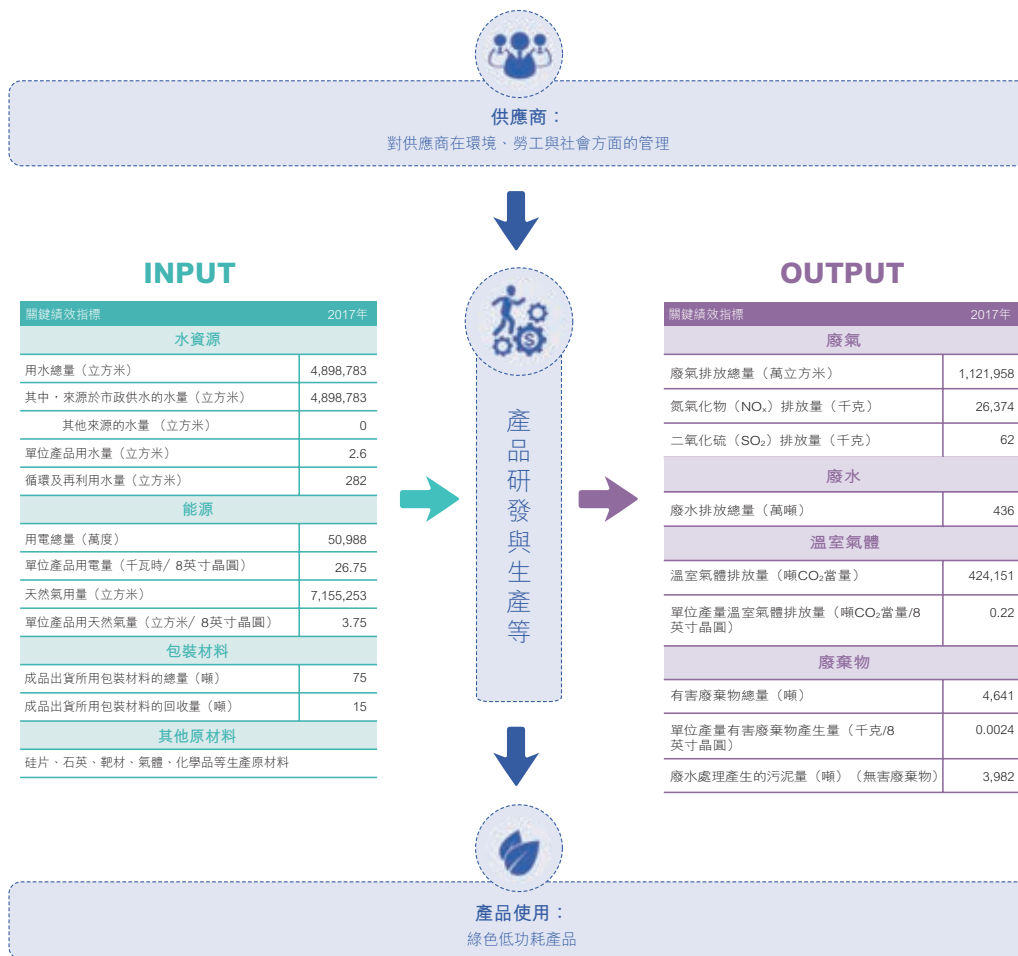 供應商：
對供應商在環境、勞工與社會方面的管理
INPUT
關鍵績效指標 2017年
水資源
用水總量（立方米） 4,898,783
其中，來源於市政供水的水量（立方米） 4,898,783
其他來源的水量（立方米） 0
單位產品用水量（立方米） 2.6
循環及再利用水量（立方米） 282
能源
用電總量（萬度） 50,988
單位產品用電量（千瓦時/ 8英寸晶圓） 26.75
天然氣用量（立方米） 7,155,253
單位產品用天然氣量（立方米/ 8英寸晶圓） 3.75
包裝材料
成品出貨所用包裝材料的總量（噸） 75
成品出貨所用包裝材料的回收量（噸） 15
其他原材料
硅片、石英、靶材、氣體、化學品等生產原材料
$
產品研發與生產等
OUTPUT
關鍵績效指標 2017年
廢氣
廢氣排放總量（萬立方米） 1,121,958
氮氧化物（NOₓ）排放量（千克） 26,374
二氧化硫（SO₂）排放量（千克） 62
廢水
廢水排放總量（萬噸） 436
溫室氣體
溫室氣體排放量（噸CO₂當量） 424,151
單位產量溫室氣體排放量（噸CO₂當量/8 0.22
英寸晶圓）
廢棄物
有害廢棄物總量（噸） 4,641
單位產量有害廢棄物產生量（千克/8 0.0024
英寸晶圓）
廢水處理產生的污泥量（噸）（無害廢棄物） 3,982
產品使用：
綠色低功耗產品